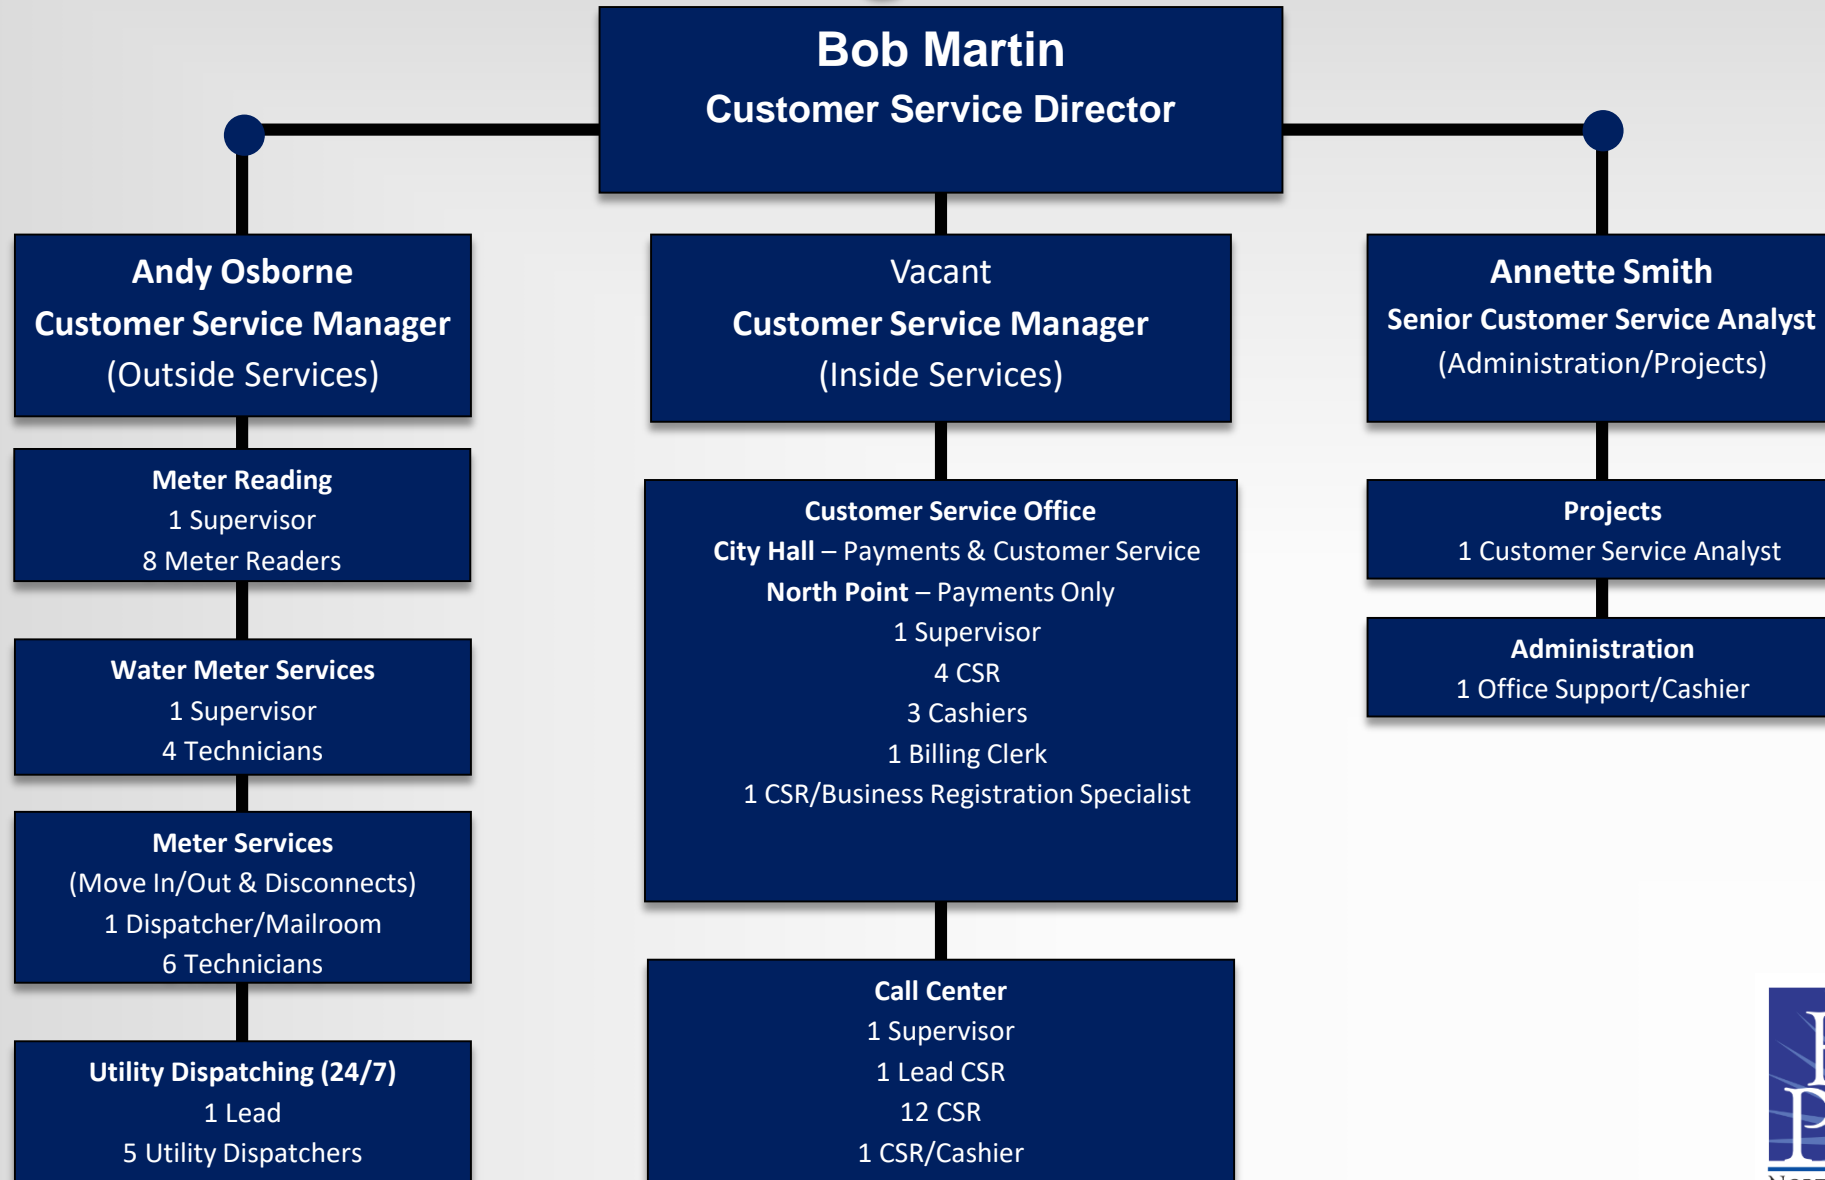 Bob Martin
Customer Service Director
Andy Osborne
Customer Service Manager
(Outside Services)
Meter Reading
1 Supervisor
8 Meter Readers
Water Meter Services
1 Supervisor
4 Technicians
Meter Services
(Move In/Out & Disconnects)
1 Dispatcher/Mailroom
6 Technicians
Utility Dispatching (24/7)
1 Lead
5 Utility Dispatchers
Vacant
Customer Service Manager
(Inside Services)
Customer Service Office
City Hall – Payments & Customer Service
North Point – Payments Only
1 Supervisor
4 CSR
3 Cashiers
1 Billing Clerk
1 CSR/Business Registration Specialist
Call Center
1 Supervisor
1 Lead CSR
12 CSR
1 CSR/Cashier
Annette Smith
Senior Customer Service Analyst
(Administration/Projects)
Projects
1 Customer Service Analyst
Administration
1 Office Support/Cashier